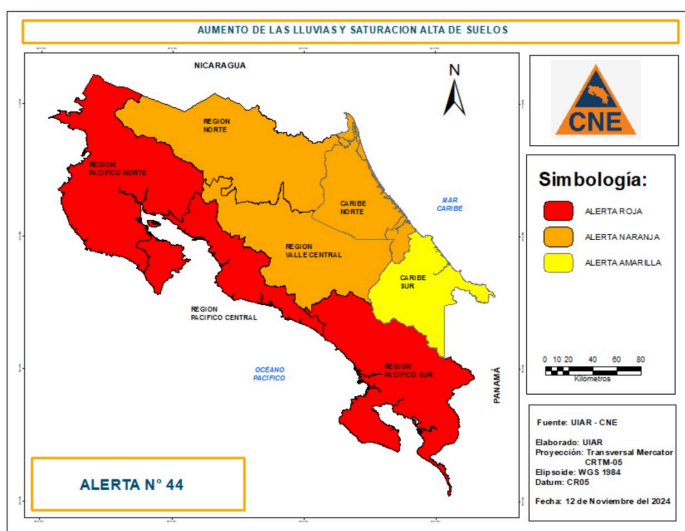 AUMENTO DE LAS LLUVIAS Y SATURACION ALTA DE SUELOS
NICARAGUA
N
REGION
NORTE
REGION
PACIFICO NORTE
CARIBE
NORTE
MAR
CARIBE
REGION
VALLE CENTRAL
CARIBE
SUR
REGION
PACIFICO CENTRAL
OCÉANO
PACIFICO
REGION
PACIFICO SUR
PANAMÁ
ALERTA N° 44
CNE
Simbología:
ALERTA ROJA
ALERTA NARANJA
ALERTA AMARILLA
0 10 20 40 60 80
Kilómetros
Fuente: UIAR - CNE
Elaborado: UIAR
Proyección: Transversal Mercator
CRTM-05
Elipsoide: WGS 1984
Datum: CR05
Fecha: 12 de Noviembre del 2024